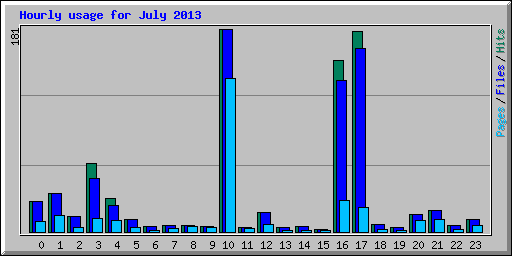 Hourly usage for July 2013
181
Pages / Files / Hits
0 1 2 3 4 5 6 7 8 9 10 11 12 13 14 15 16 17 18 19 20 21 22 23